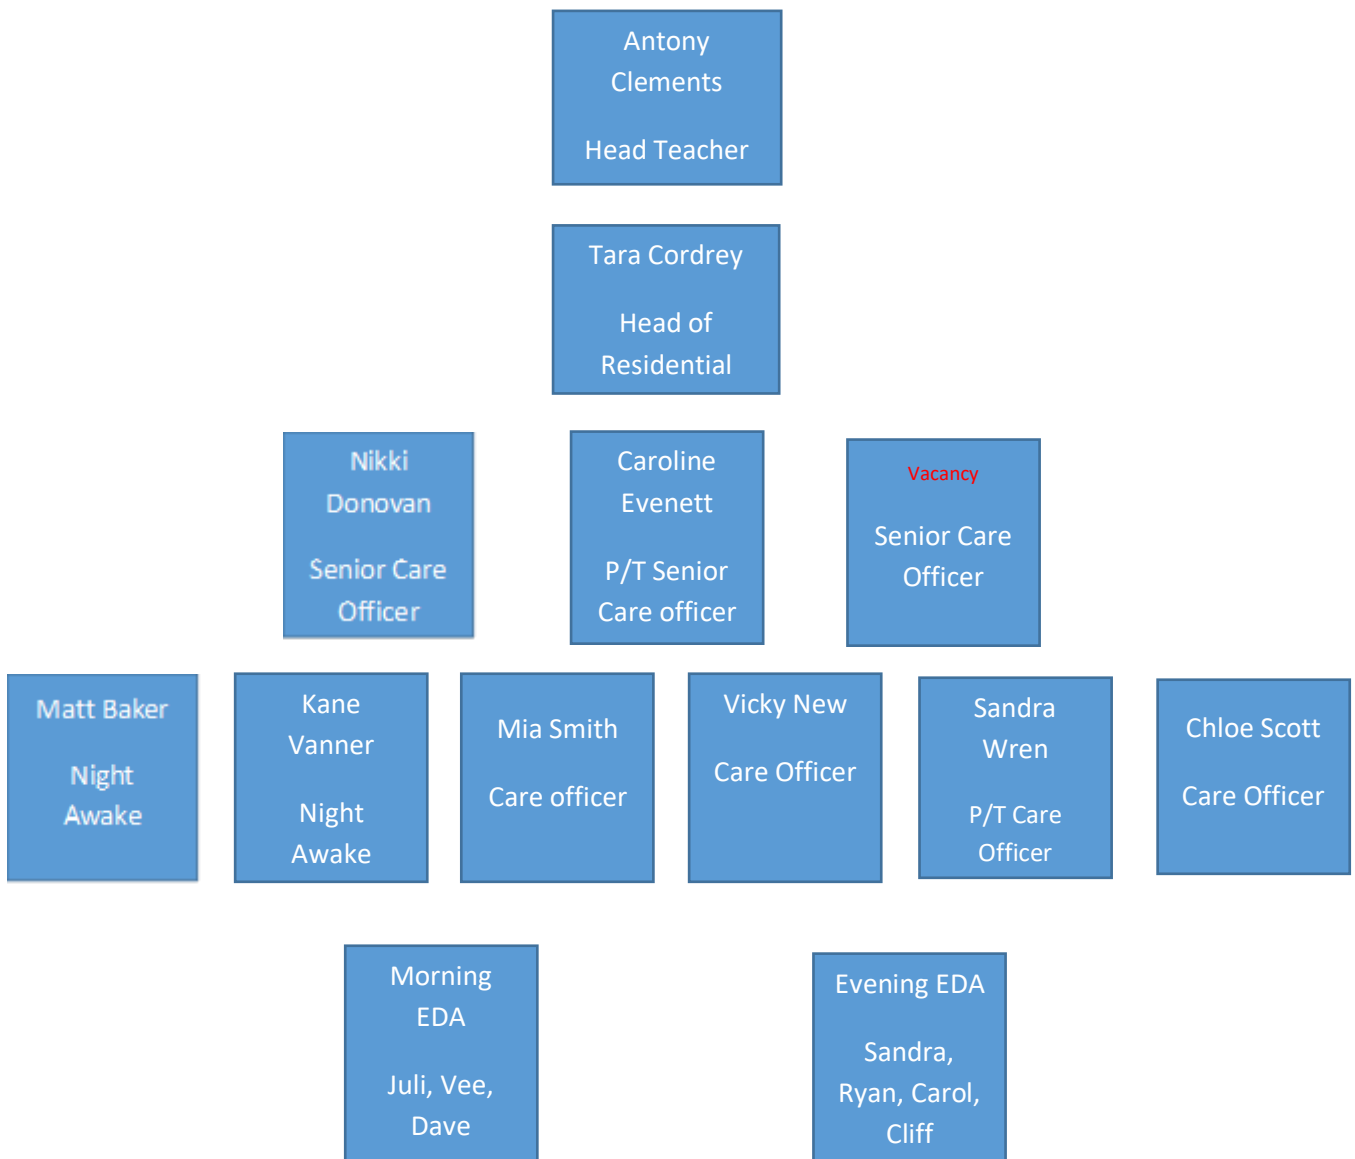 Antony
Clements
Head Teacher
Tara Cordrey
Head of
Residential
Nikki
Donovan
Senior Care
Officer
Caroline
Evenett
P/T Senior
Care officer
Vacancy
Senior Care
Officer
Matt Baker
Night
Awake
Kane
Vanner
Night
Awake
Mia Smith
Care officer
Vicky New
Care Officer
Sandra
Wren
P/T Care
Officer
Chloe Scott
Care Officer
Morning
EDA
Juli, Vee,
Dave
Evening EDA
Sandra,
Ryan, Carol,
Cliff